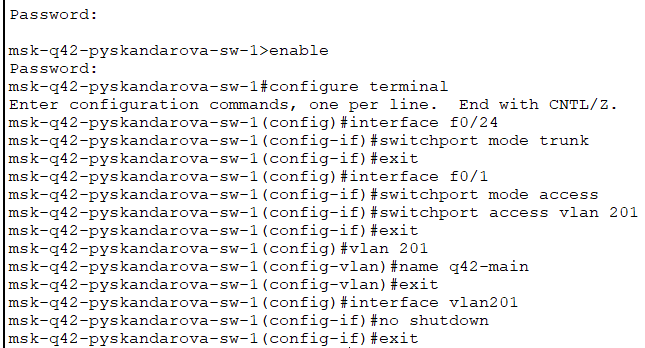 Password:
msk-q42-pyskandarova-sw-1>enable
Password:
msk-q42-pyskandarova-sw-1#configure terminal
Enter configuration commands, one per line.  End with CNTL/Z.
msk-q42-pyskandarova-sw-1(config)#interface f0/24
msk-q42-pyskandarova-sw-1(config-if)#switchport mode trunk
msk-q42-pyskandarova-sw-1(config-if)#exit
msk-q42-pyskandarova-sw-1(config)#interface f0/1
msk-q42-pyskandarova-sw-1(config-if)#switchport mode access
msk-q42-pyskandarova-sw-1(config-if)#switchport access vlan 201
msk-q42-pyskandarova-sw-1(config-if)#exit
msk-q42-pyskandarova-sw-1(config)#vlan 201
msk-q42-pyskandarova-sw-1(config-vlan)#name q42-main
msk-q42-pyskandarova-sw-1(config-vlan)#exit
msk-q42-pyskandarova-sw-1(config)#interface vlan201
msk-q42-pyskandarova-sw-1(config-if)#no shutdown
msk-q42-pyskandarova-sw-1(config-if)#exit